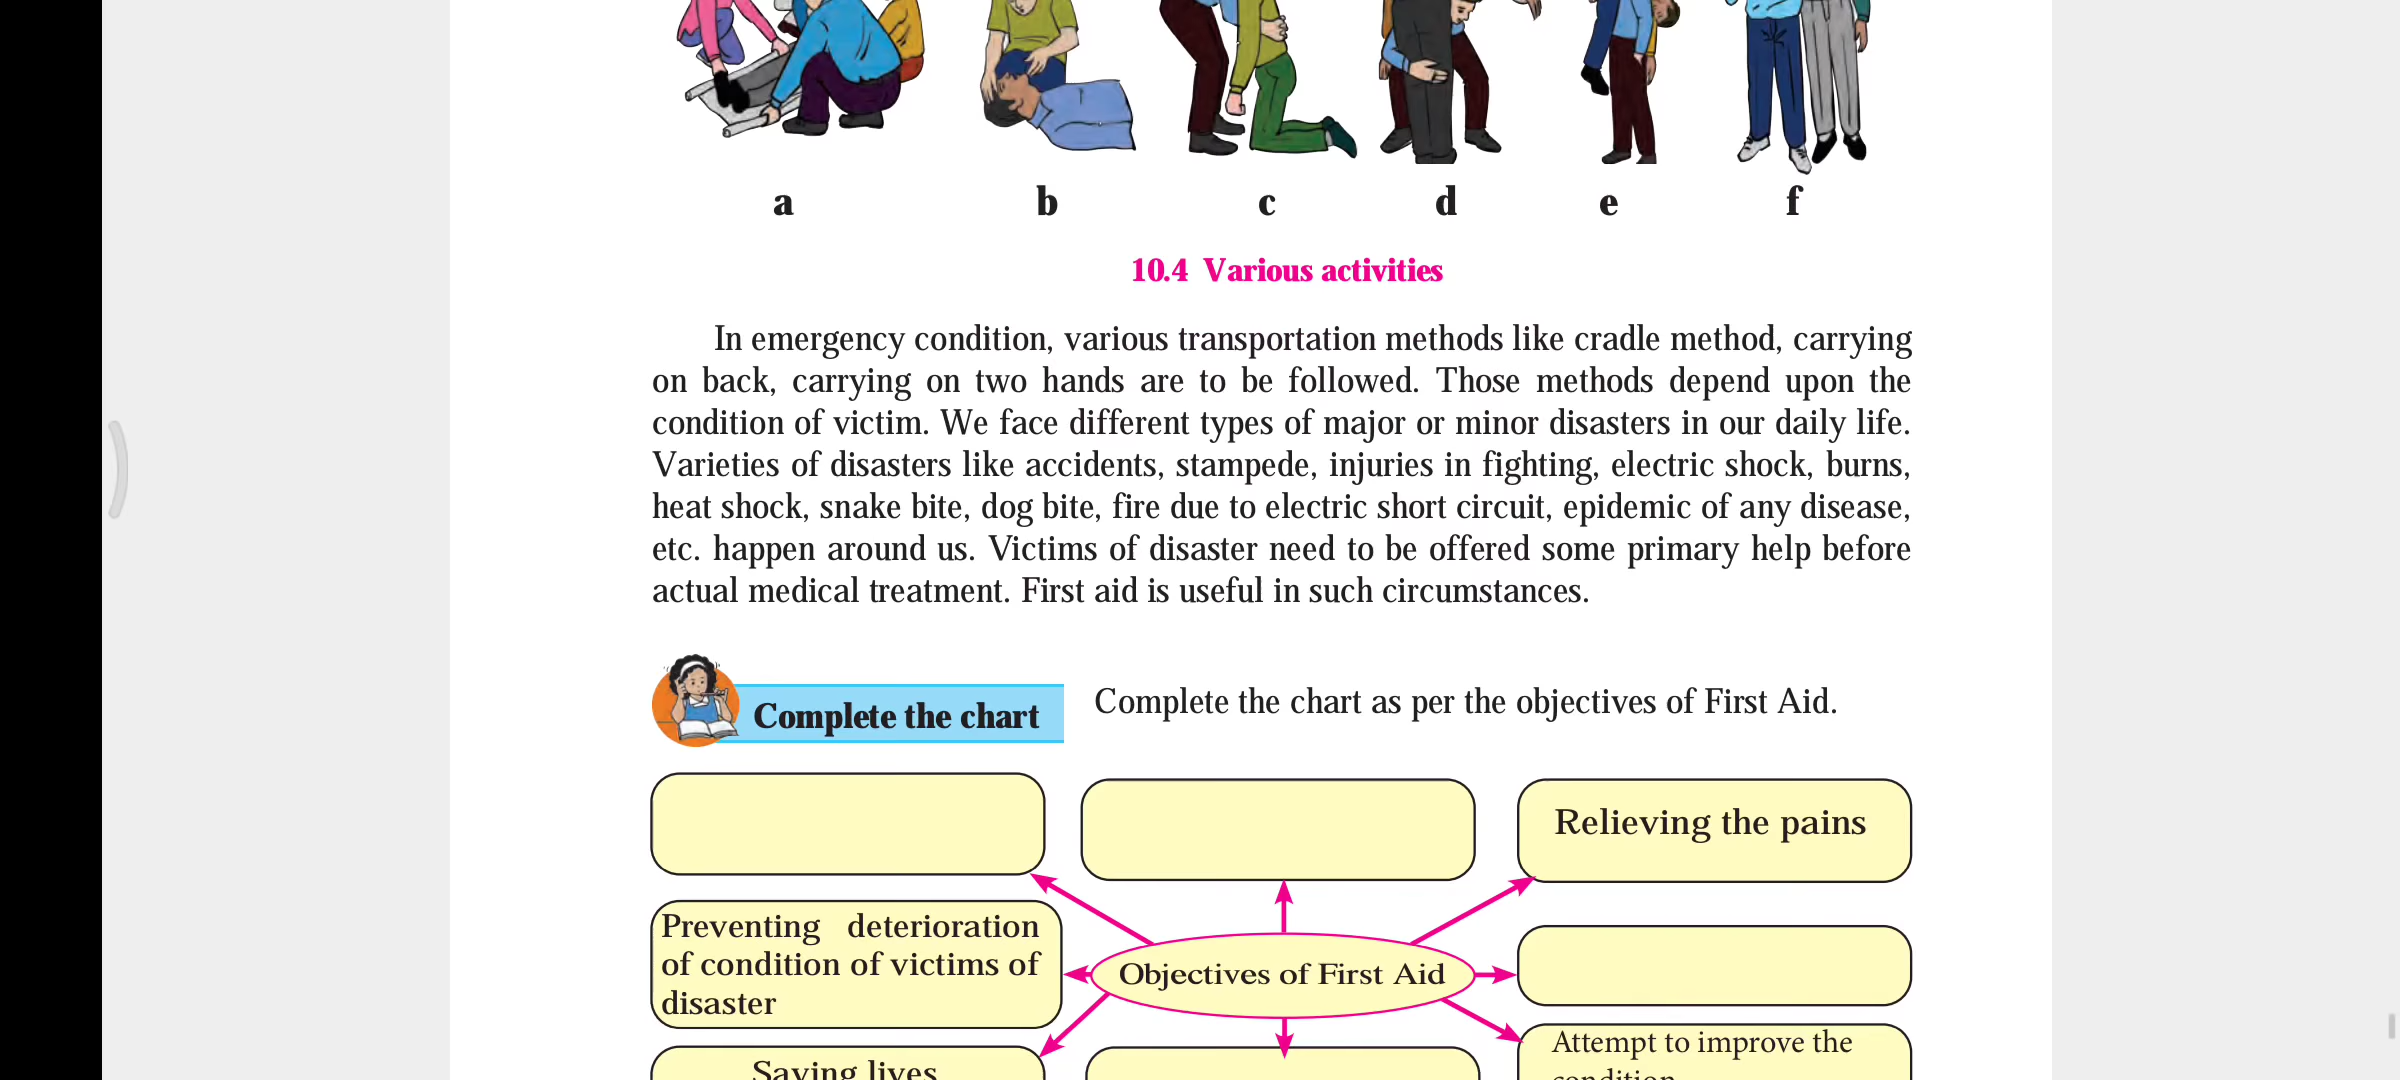 a b c d e f
10.4 Various activities
In emergency condition, various transportation methods like cradle method, carrying
on back, carrying on two hands are to be followed. Those methods depend upon the
condition of victim. We face different types of major or minor disasters in our daily life.
Varieties of disasters like accidents, stampede, injuries in fighting, electric shock, burns,
heat shock, snake bite, dog bite, fire due to electric short circuit, epidemic of any disease,
etc. happen around us. Victims of disaster need to be offered some primary help before
actual medical treatment. First aid is useful in such circumstances.
Complete the chart
Complete the chart as per the objectives of First Aid.
Relieving the pains
Preventing deterioration
of condition of victims of
disaster
Objectives of First Aid
Saving lives
Attempt to improve the
condition